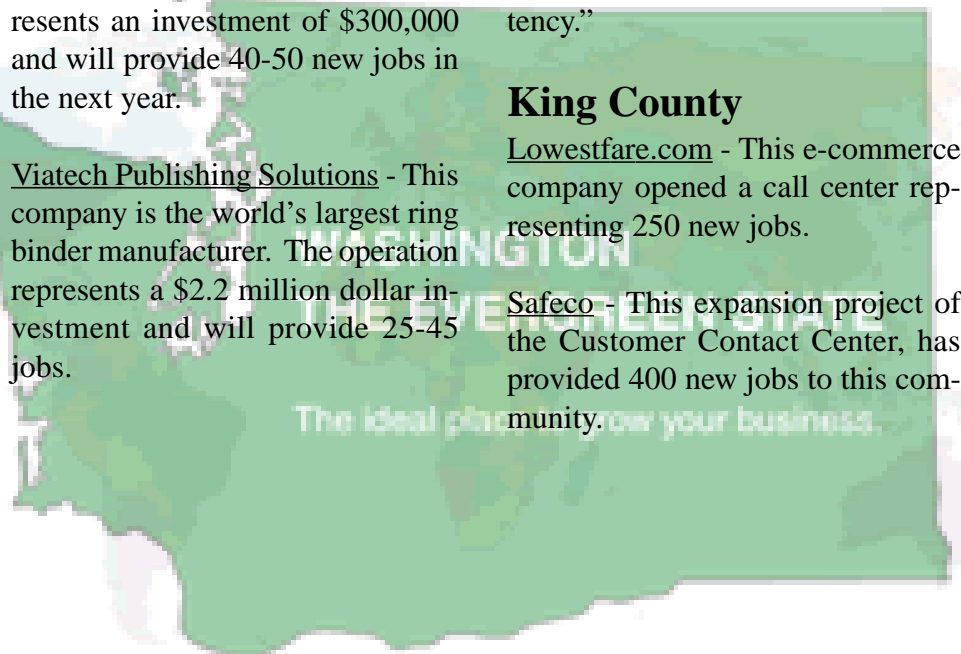 resents an investment of $300,000
and will provide 40-50 new jobs in
the next year.
Viatech Publishing Solutions - This
company is the world's largest ring
binder manufacturer. The operation
represents a $2.2 million dollar in-
vestment and will provide 25-45
jobs.
tency.”
King County
Lowestfare.com - This e-commerce
company opened a call center rep-
resenting 250 new jobs.
Safeco - This expansion project of
the Customer Contact Center, has
provided 400 new jobs to this com-
munity.
WASHINGTON
THE EVERGREEN STATE
The ideal place to grow your business.